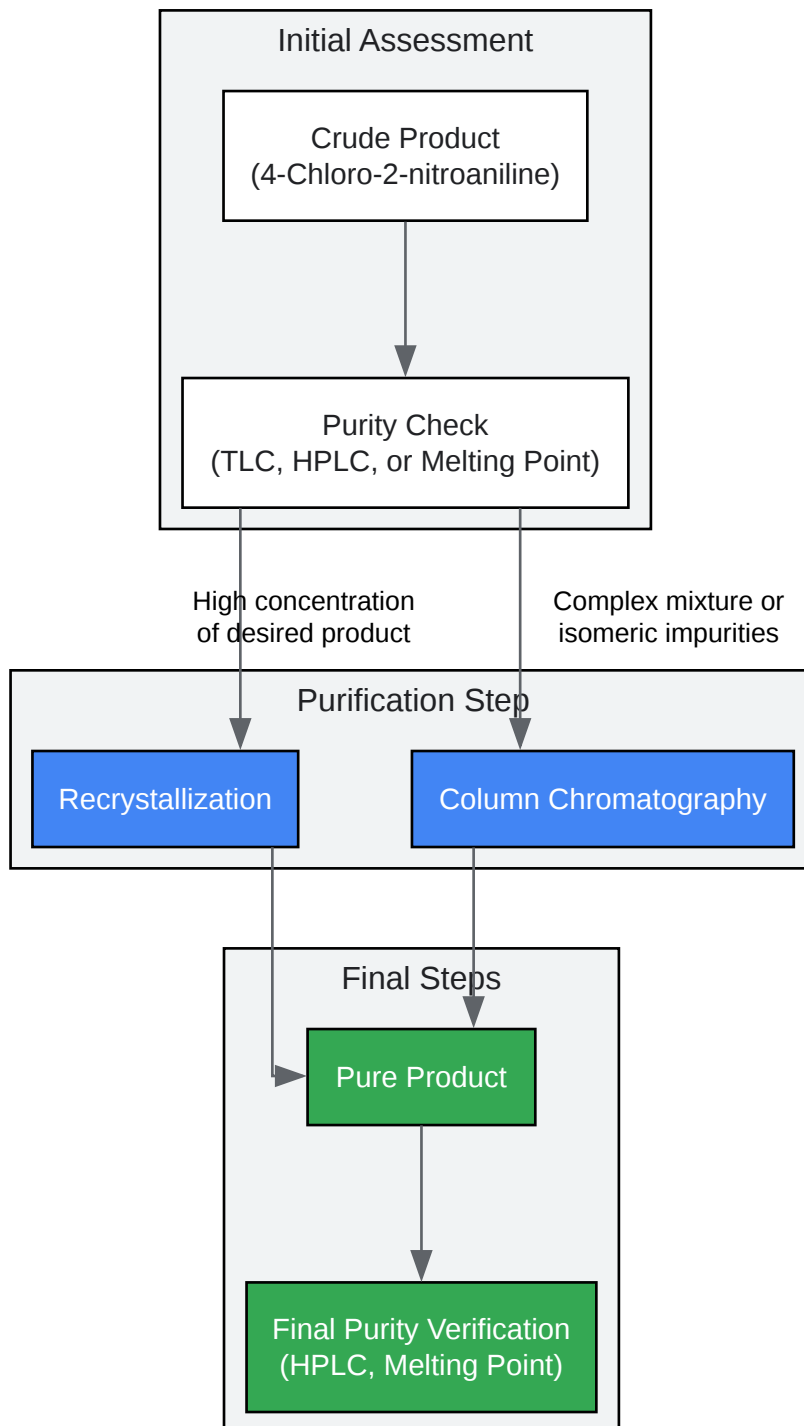 Initial Assessment
Crude Product
(4-Chloro-2-nitroaniline)
Purity Check
(TLC, HPLC, or Melting Point)
High concentration
of desired product
Complex mixture or
isomeric impurities
Purification Step
Recrystallization
Column Chromatography
Final Steps
Pure Product
Final Purity Verification
(HPLC, Melting Point)